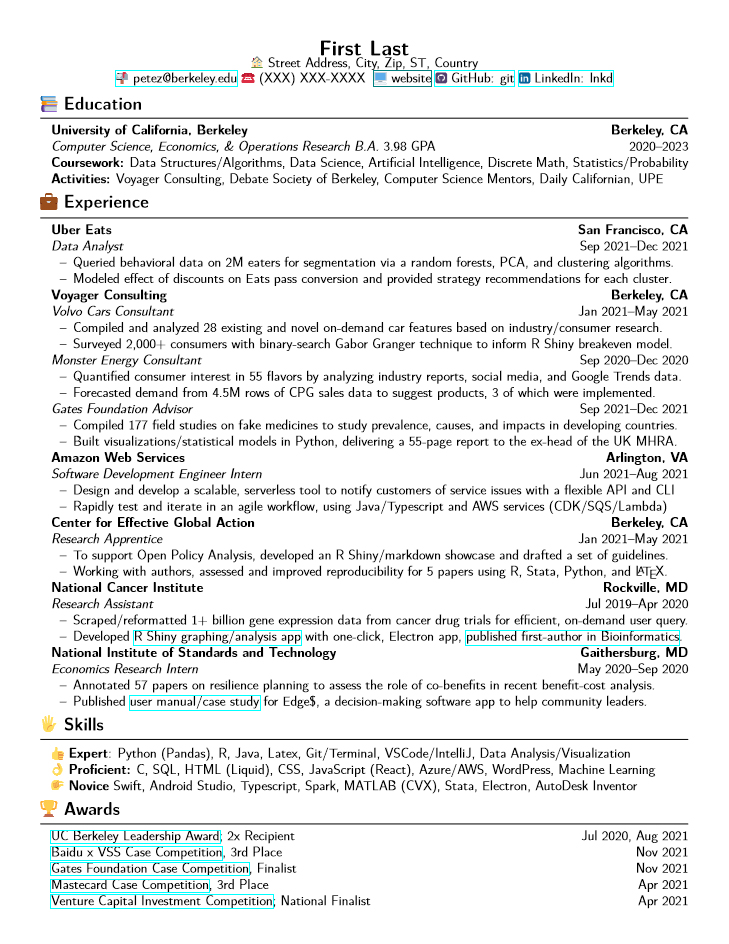 First Last
Street Address, City, Zip, ST, Country
petez@berkeley.edu (XXX) XXX-XXXX website GitHub: git LinkedIn: lnkd
Education
University of California, Berkeley Berkeley, CA
Computer Science, Economics, & Operations Research B.A. 3.98 GPA 2020–2023
Coursework: Data Structures/Algorithms, Data Science, Artificial Intelligence, Discrete Math, Statistics/Probability
Activities: Voyager Consulting, Debate Society of Berkeley, Computer Science Mentors, Daily Californian, UPE
Experience
Uber Eats San Francisco, CA
Data Analyst Sep 2021–Dec 2021
– Queried behavioral data on 2M eaters for segmentation via a random forests, PCA, and clustering algorithms.
– Modeled effect of discounts on Eats pass conversion and provided strategy recommendations for each cluster.
Voyager Consulting Berkeley, CA
Volvo Cars Consultant Jan 2021–May 2021
– Compiled and analyzed 28 existing and novel on-demand car features based on industry/consumer research.
– Surveyed 2,000+ consumers with binary-search Gabor Granger technique to inform R Shiny breakeven model.
Monster Energy Consultant Sep 2020–Dec 2020
– Quantified consumer interest in 55 flavors by analyzing industry reports, social media, and Google Trends data.
– Forecasted demand from 4.5M rows of CPG sales data to suggest products, 3 of which were implemented.
Gates Foundation Advisor Sep 2021–Dec 2021
– Compiled 177 field studies on fake medicines to study prevalence, causes, and impacts in developing countries.
– Built visualizations/statistical models in Python, delivering a 55-page report to the ex-head of the UK MHRA.
Amazon Web Services Arlington, VA
Software Development Engineer Intern Jun 2021–Aug 2021
– Design and develop a scalable, serverless tool to notify customers of service issues with a flexible API and CLI
– Rapidly test and iterate in an agile workflow, using Java/Typescript and AWS services (CDK/SQS/Lambda)
Center for Effective Global Action Berkeley, CA
Research Apprentice Jan 2021–May 2021
– To support Open Policy Analysis, developed an R Shiny/markdown showcase and drafted a set of guidelines.
– Working with authors, assessed and improved reproducibility for 5 papers using R, Stata, Python, and LATEX.
National Cancer Institute Rockville, MD
Research Assistant Jul 2019–Apr 2020
– Scraped/reformatted 1+ billion gene expression data from cancer drug trials for efficient, on-demand user query.
– Developed R Shiny graphing/analysis app with one-click, Electron app, published first-author in Bioinformatics.
National Institute of Standards and Technology Gaithersburg, MD
Economics Research Intern May 2020–Sep 2020
– Annotated 57 papers on resilience planning to assess the role of co-benefits in recent benefit-cost analysis.
– Published user manual/case study for Edge$, a decision-making software app to help community leaders.
Skills
Expert: Python (Pandas), R, Java, Latex, Git/Terminal, VSCode/IntelliJ, Data Analysis/Visualization
Proficient: C, SQL, HTML (Liquid), CSS, JavaScript (React), Azure/AWS, WordPress, Machine Learning
Novice Swift, Android Studio, Typescript, Spark, MATLAB (CVX), Stata, Electron, AutoDesk Inventor
Awards
UC Berkeley Leadership Award, 2x Recipient Jul 2020, Aug 2021
Baidu x VSS Case Competition, 3rd Place Nov 2021
Gates Foundation Case Competition, Finalist Nov 2021
Mastecard Case Competition, 3rd Place Apr 2021
Venture Capital Investment Competition, National Finalist Apr 2021